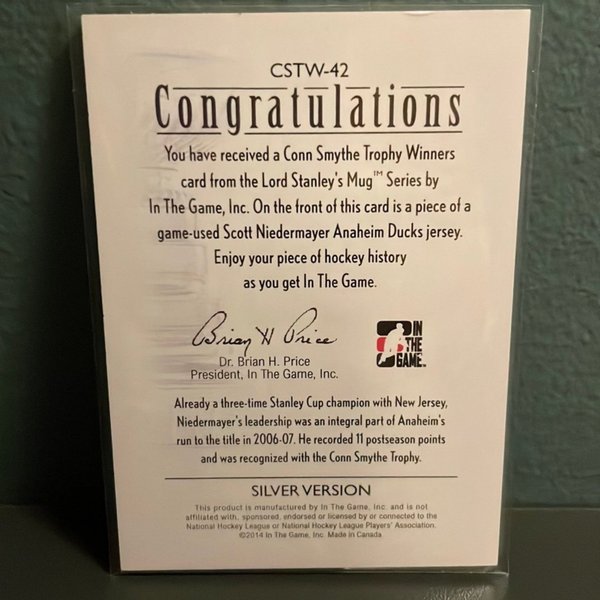 CSTW-42
Congratulations
You have received a Conn Smythe Trophy Winners
card from the Lord Stanley's Mug™ Series by
In The Game, Inc. On the front of this card is a piece of a
game-used Scott Niedermayer Anaheim Ducks jersey.
Enjoy your piece of hockey history
as you get In The Game.
Brian H Price
Dr. Brian H. Price
President, In The Game, Inc.
IN
THE
GAME™
Already a three-time Stanley Cup champion with New Jersey,
Niedermayer's leadership was an integral part of Anaheim's
run to the title in 2006-07. He recorded 11 postseason points
and was recognized with the Conn Smythe Trophy.
SILVER VERSION
This product is manufactured by In The Game, Inc. and is not
affiliated with, sponsored, endorsed or licensed by or connected to the
National Hockey League or National Hockey League Players' Association.
©2014 In The Game, Inc. Made in Canada